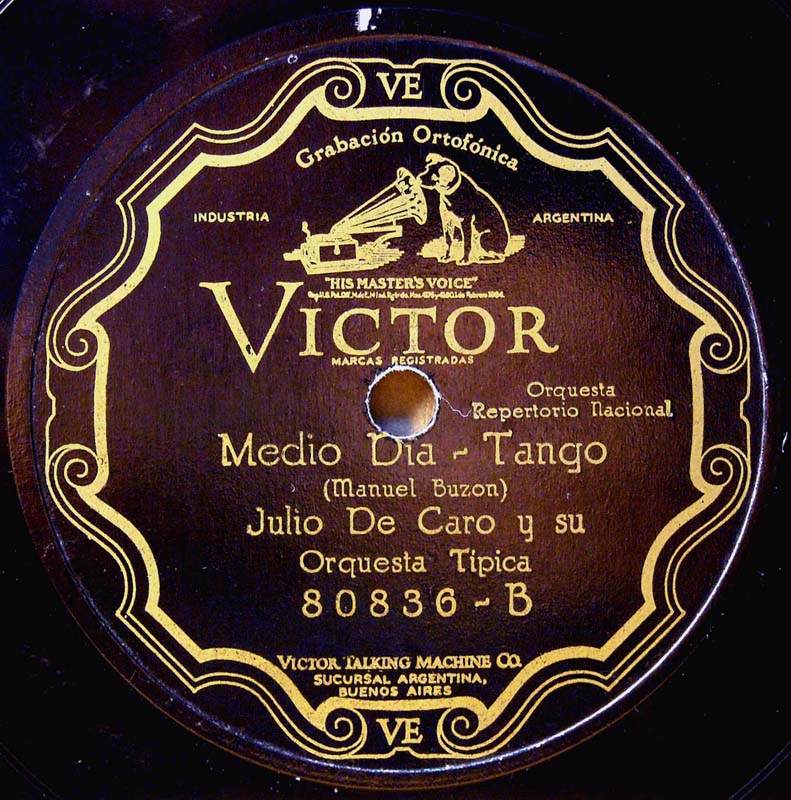 VE
Grabación Ortofónica
INDUSTRIA ARGENTINA
"HIS MASTER'S VOICE"
VICTOR
MARCAS REGISTRADAS
Orquesta
Repertorio Nacional
Medio Dia - Tango
(Manuel Buzon)
Julio De Caro y su
Orquesta Típica
80836 - B
VICTOR TALKING MACHINE CO.
SUCURSAL ARGENTINA,
BUENOS AIRES
VE